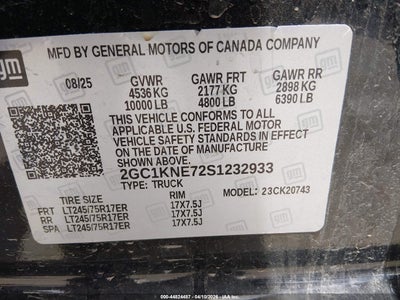 gm
MFD BY GENERAL MOTORS OF CANADA COMPANY
08/25 GVWR GAWR FRT GAWR RR
4536 KG 2177 KG 2898 KG
10000 LB 4800 LB 6390 LB
THIS VEHICLE CONFORMS TO ALL
APPLICABLE U.S. FEDERAL MOTOR
VEHICLE SAFETY STANDARDS IN
EFFECT ON THE DATE OF
MANUFACTURE SHOWN ABOVE.
2GC1KNE72S1232933
TYPE: TRUCK MODEL: 23CK20743
TIRE SIZE RIM
FRT LT245/75R17ER 17X7.5J
RR LT245/75R17ER 17X7.5J
SPA LT245/75R17ER 17X7.5J